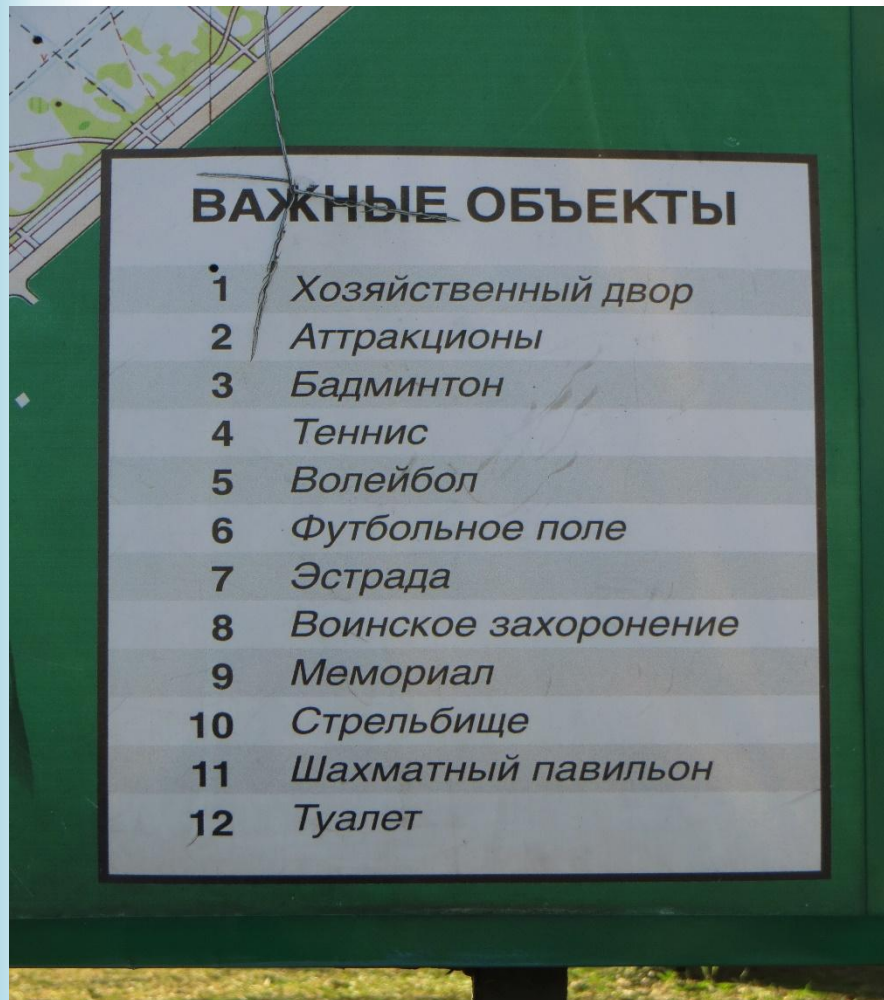 ВАЖНЫЕ ОБЪЕКТЫ
1 Хозяйственный двор
2 Аттракционы
3 Бадминтон
4 Теннис
5 Волейбол
6 Футбольное поле
7 Эстрада
8 Воинское захоронение
9 Мемориал
10 Стрельбище
11 Шахматный павильон
12 Туалет